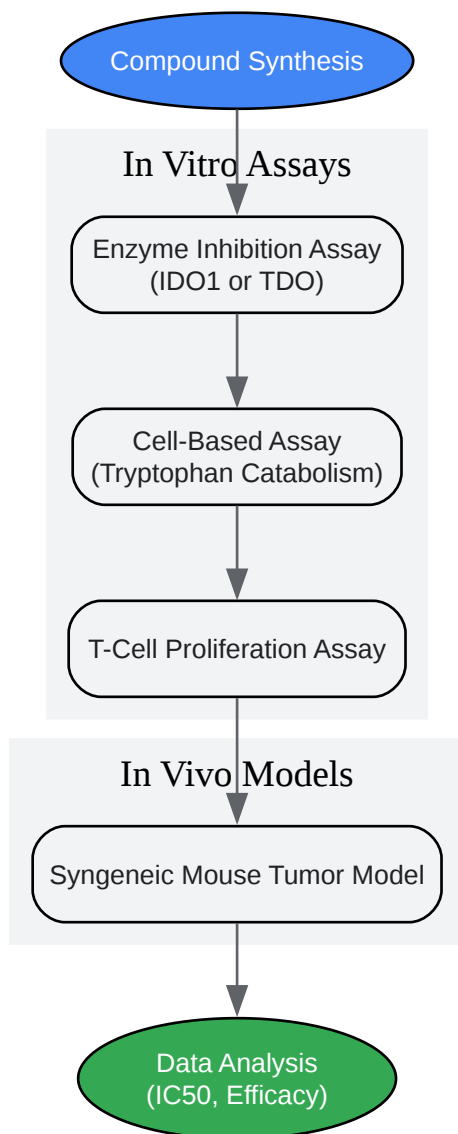 Compound Synthesis
In Vitro Assays
Enzyme Inhibition Assay
(IDO1 or TDO)
Cell-Based Assay
(Tryptophan Catabolism)
T-Cell Proliferation Assay
In Vivo Models
Syngeneic Mouse Tumor Model
Data Analysis
(IC50, Efficacy)